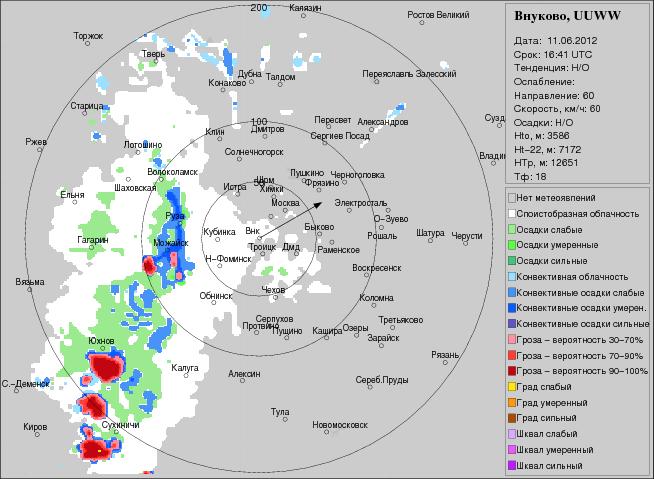 Внуково, UUWW
Дата: 11.06.2012
Срок: 16:41 UTC
Тенденция: Н/О
Ослабление:
Направление: 60
Скорость, км/ч: 60
Осадки: Н/О
Hto, м: 3586
Ht-22, м: 7172
HTp, м: 12651
Тф: 18
Нет метеоявлений
Слоистообразная облачность
Осадки слабые
Осадки умеренные
Осадки сильные
Конвективная облачность
Конвективные осадки слабые
Конвективные осадки умерен.
Конвективные осадки сильные
Гроза – вероятность 30–70%
Гроза – вероятность 70–90%
Гроза – вероятность 90–100%
Град слабый
Град умеренный
Град сильный
Шквал слабый
Шквал умеренный
Шквал сильный
200
Калязин
Ростов Великий
Торжок
Тверь
Дубна
Талдом
Конаково
Переяславль Залесский
Старица
100
Пересвет
Александров
Сузд
Клин
Дмитров
Сергиев Посад
Ржев
Логошино
Солнечногорск
Владим
Волоколамск
Пушкино
Черноголовка
50
Шом
Фрязино
Шаховская
Истра
Химки
Ельня
Москва
Электросталь
Руза
О-Зуево
Кубинка
Внк
Быково
Рошаль
Шатура
Черусти
Гагарин
Можайск
Троицк
Дмд
Раменское
Н-Фоминск
Воскресенск
Вязьма
Обнинск
Чехов
Коломна
Серпухов
Третьяково
Протвино
Пущино
Кашира
Озеры
Зарайск
Юхнов
Рязань
Калуга
Алексин
Сереб.Пруды
С.-Деменск
Тула
Сухиничи
Новомосковск
Киров